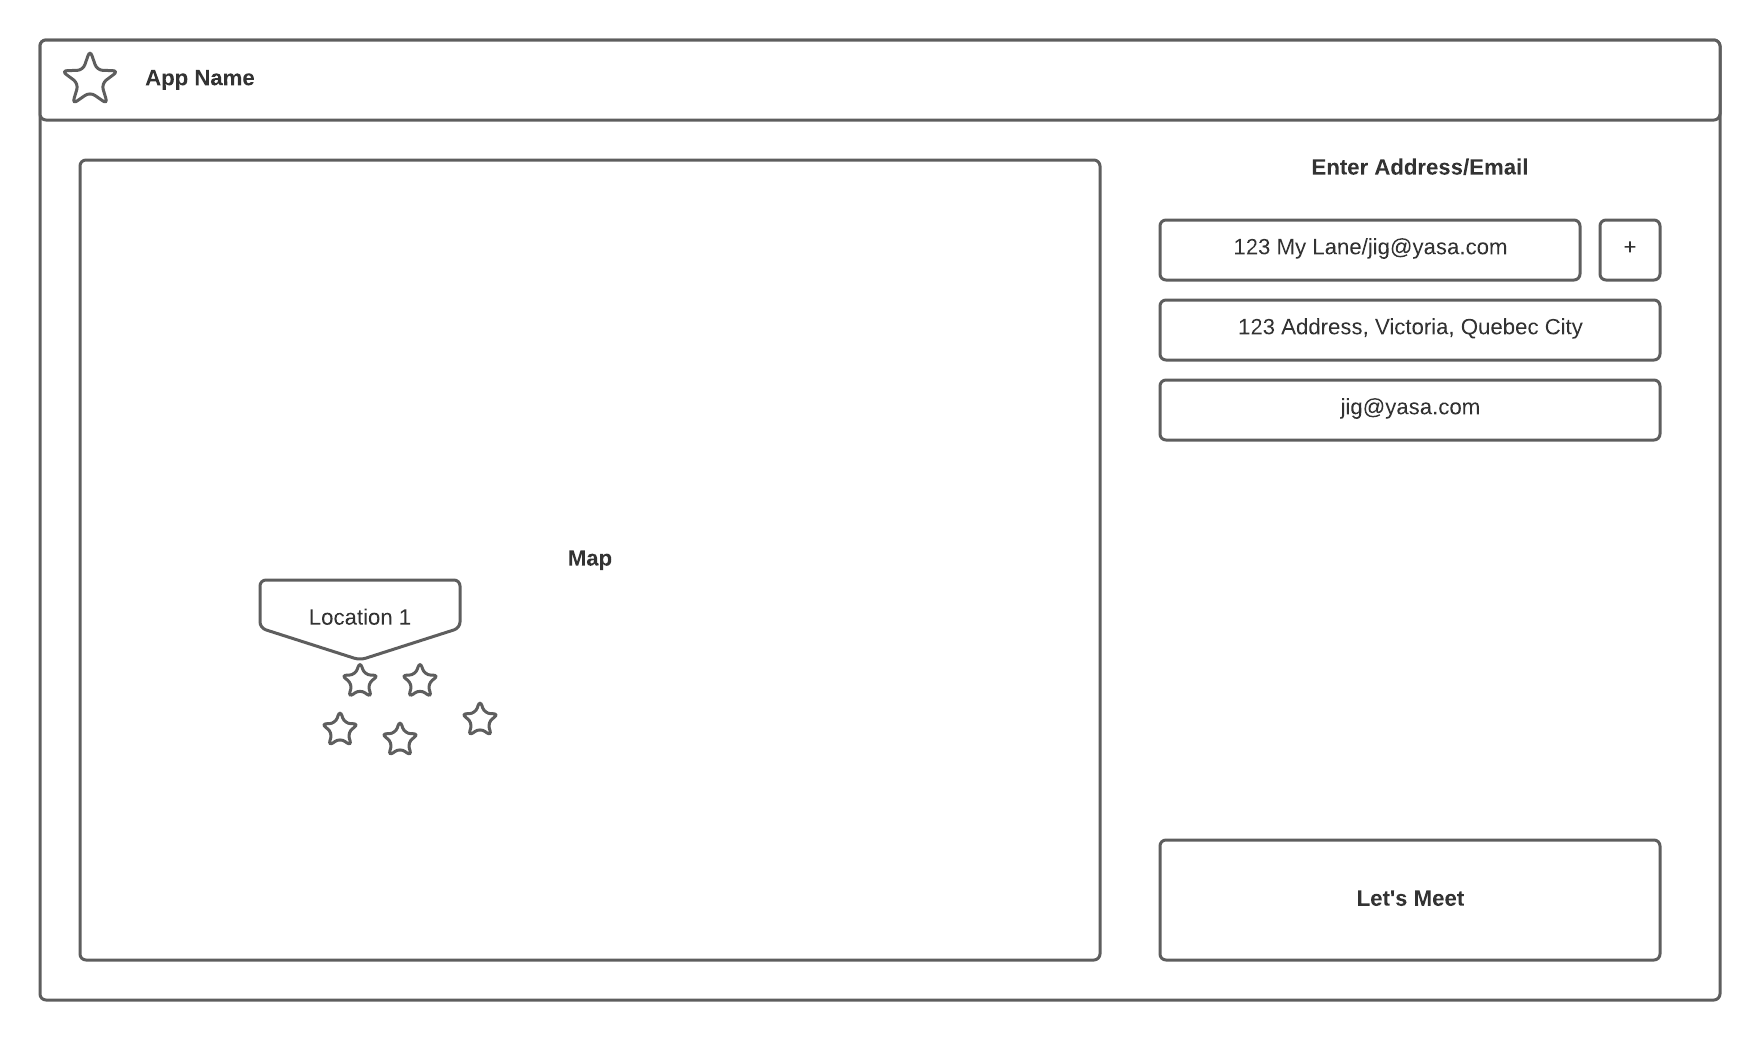 App Name
Enter Address/Email
123 My Lane/jig@yasa.com
+
123 Address, Victoria, Quebec City
jig@yasa.com
Map
Location 1
Let's Meet